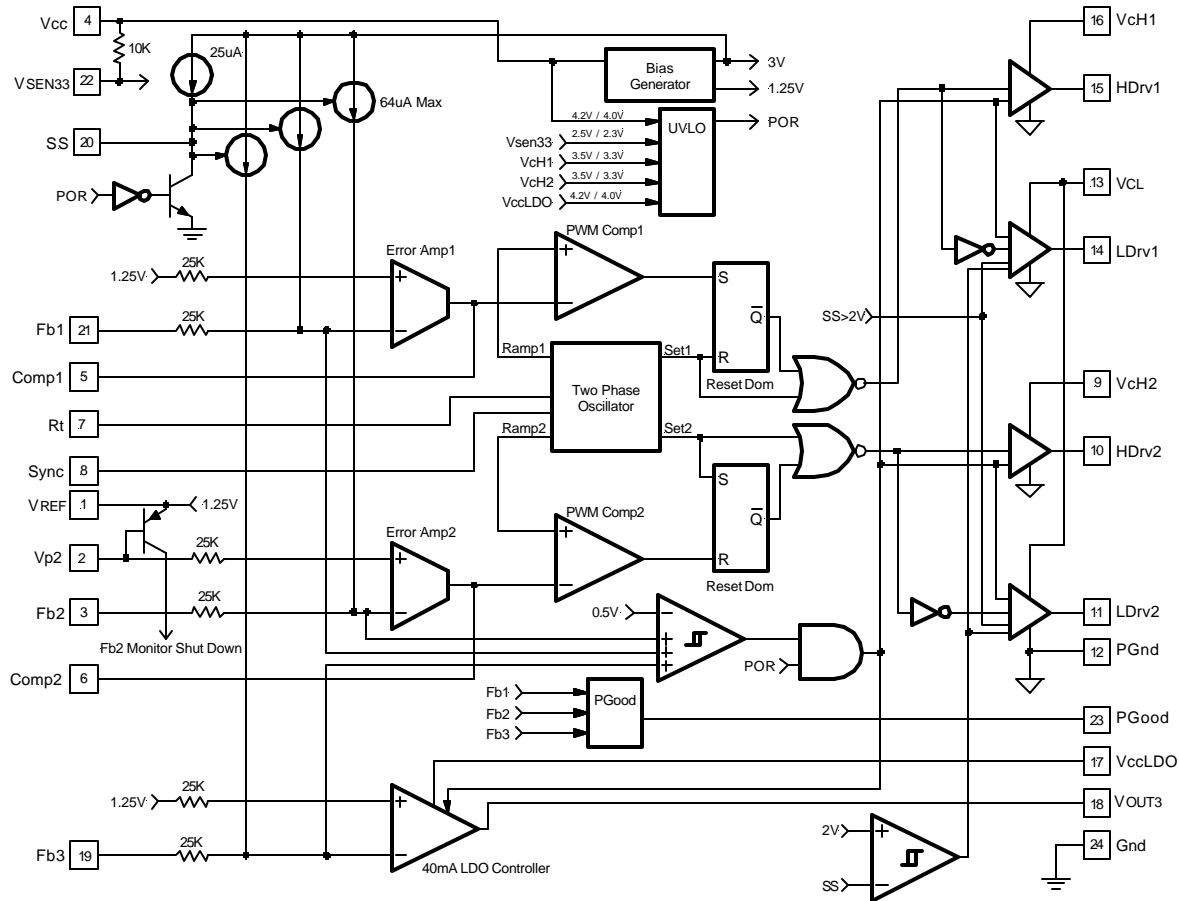 Vcc 4
10K
VSEN33 22
25uA
64uA Max
SS 20
POR
Bias
Generator
3V
1.25V
UVLO
POR
4.2V / 4.0V
Vsen33 2.5V / 2.3V
VcH1 3.5V / 3.3V
VcH2 3.5V / 3.3V
VccLDO 4.2V / 4.0V
16 VcH1
15 HDrv1
13 VCL
14 LDrv1
SS>2V
9 VcH2
10 HDrv2
11 LDrv2
12 PGnd
23 PGood
17 VccLDO
18 VOUT3
24 Gnd
1.25V 25K
Error Amp1
+
−
Fb1 21 25K
Comp1 5
Rt 7
Sync 8
VREF 1 1.25V
Vp2 2 25K
Fb2 3 25K
Fb2 Monitor Shut Down
Comp2 6
Error Amp2
+
−
PWM Comp1
+
−
Ramp1
Set1
Two Phase
Oscillator
Ramp2
Set2
S
Q
R
Reset Dom
PWM Comp2
+
−
S
Q
R
Reset Dom
0.5V
−
+
+
+
POR
Fb1
Fb2
Fb3
PGood
1.25V 25K
Fb3 19 25K
+
−
40mA LDO Controller
2V +
SS −